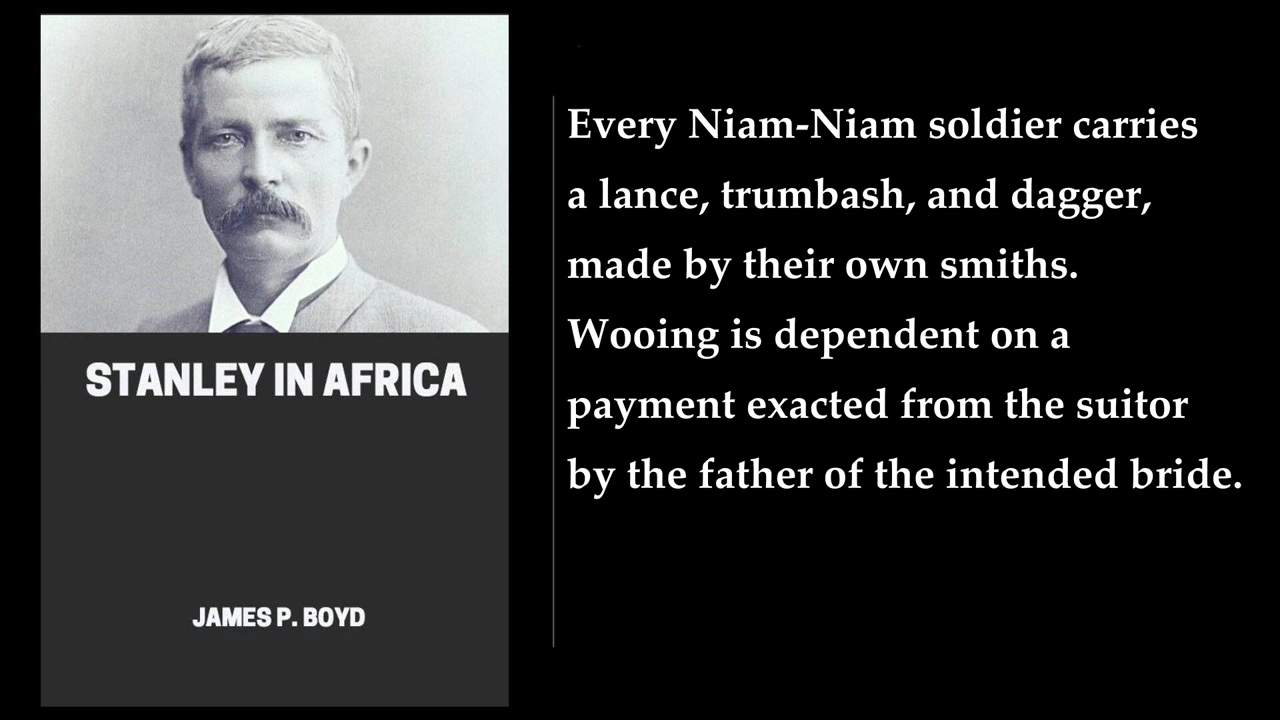 STANLEY IN AFRICA
JAMES P. BOYD
Every Niam-Niam soldier carries
a lance, trumbash, and dagger,
made by their own smiths.
Wooing is dependent on a
payment exacted from the suitor
by the father of the intended bride.